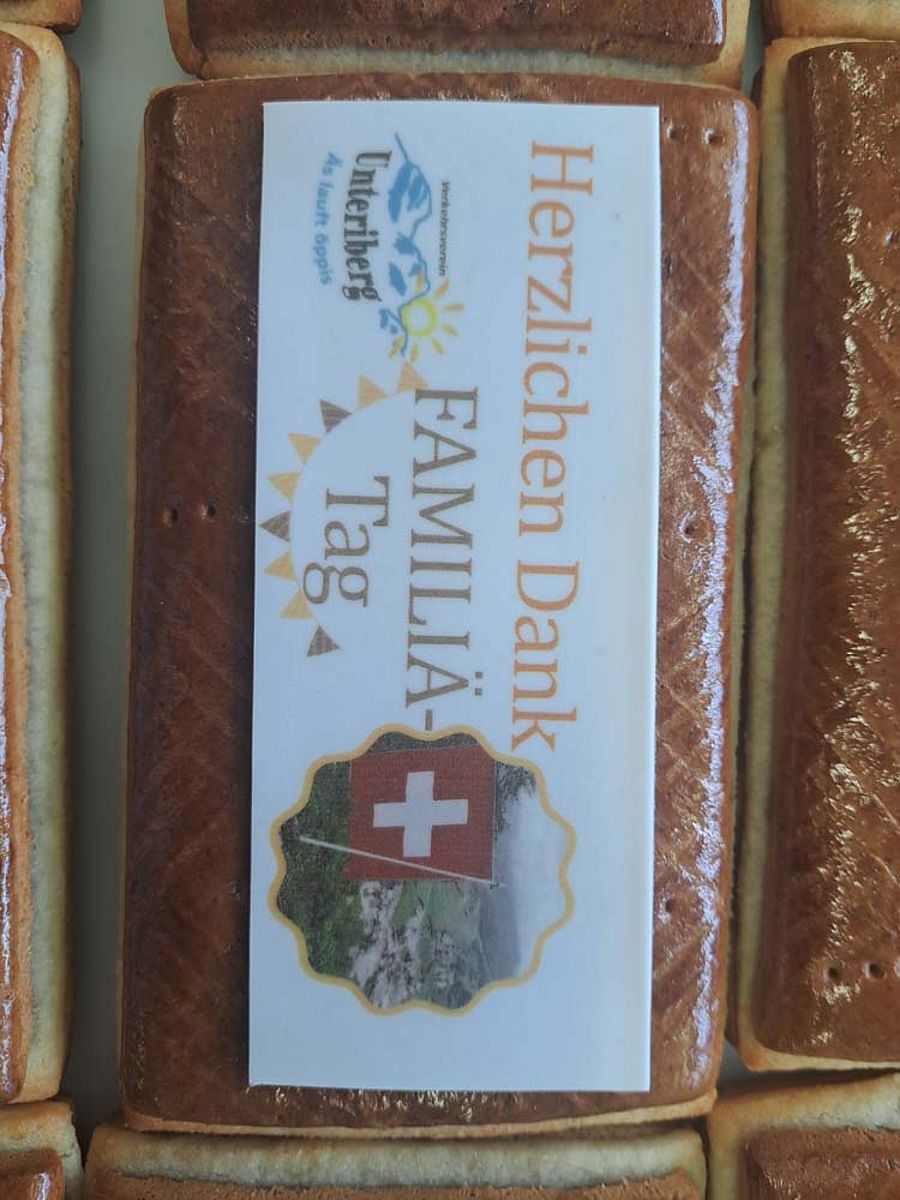 Herzlichen Dank
Verkehrsverein
Unteriberg
Äs lauft öppis
FAMILIÄ-
Tag